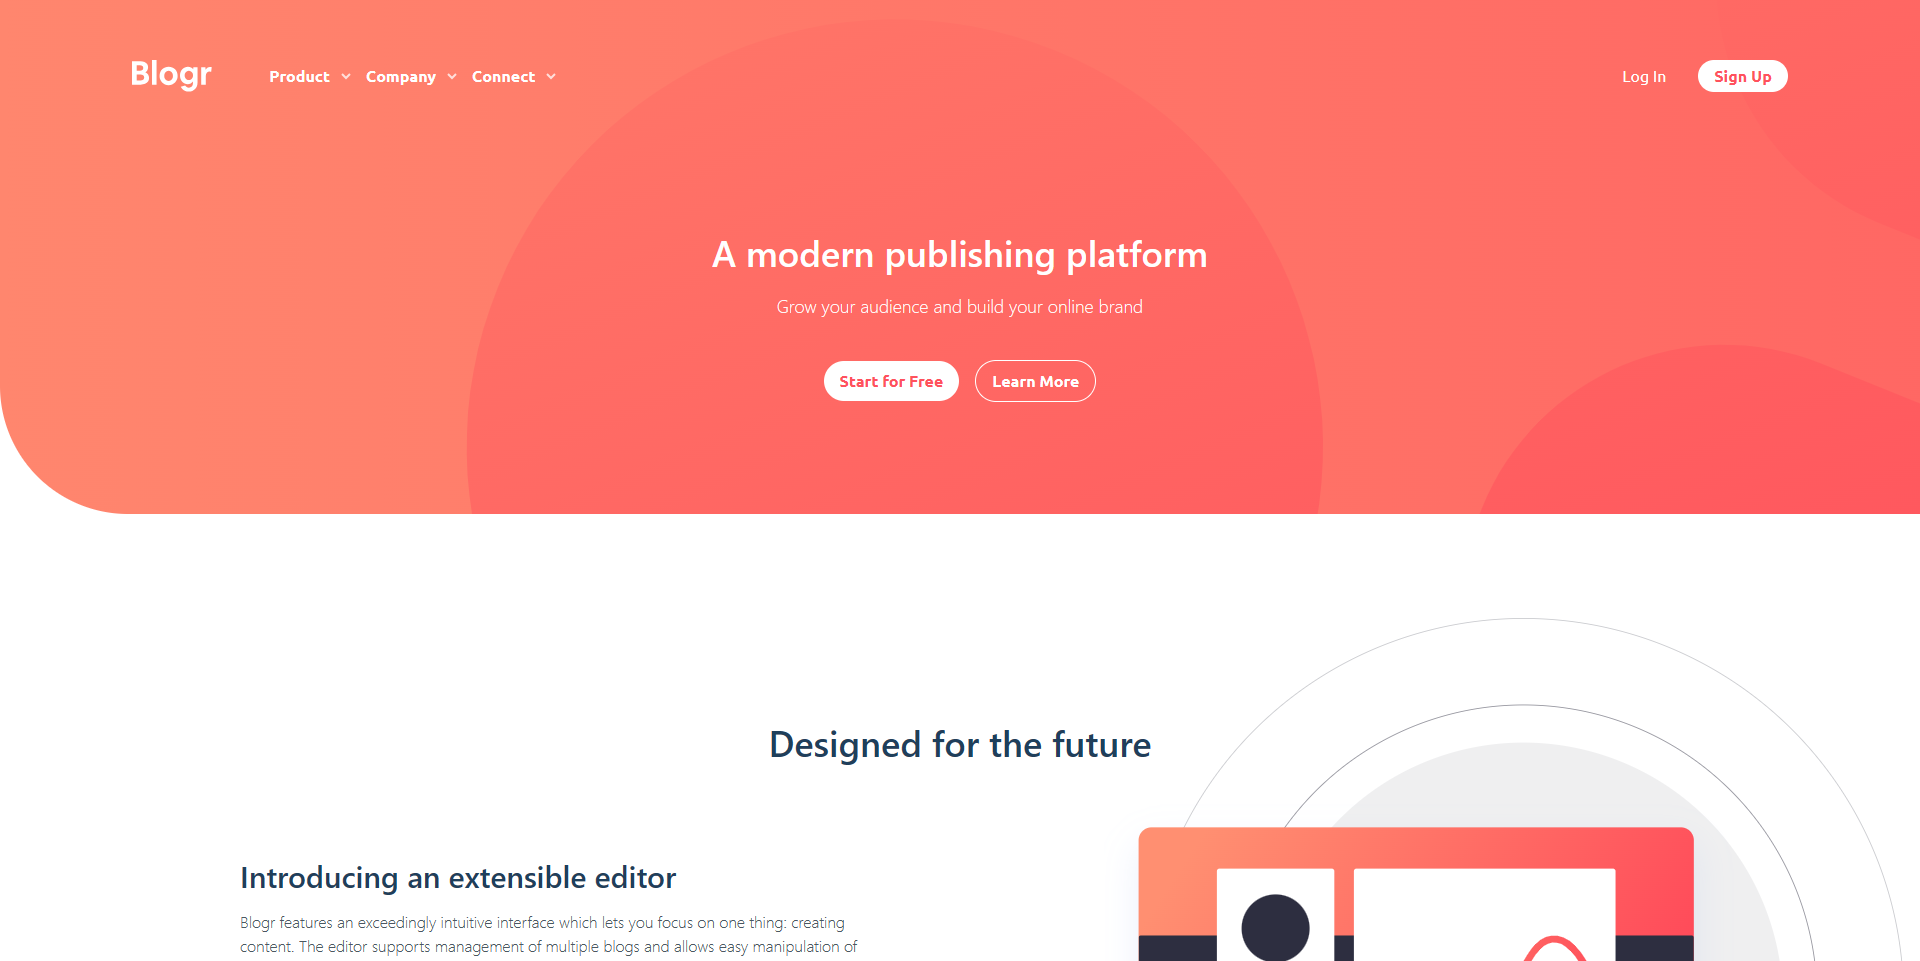 Blogr Product Company Connect Log In Sign Up
A modern publishing platform
Grow your audience and build your online brand
Start for Free Learn More
Designed for the future
Introducing an extensible editor
Blogr features an exceedingly intuitive interface which lets you focus on one thing: creating
content. The editor supports management of multiple blogs and allows easy manipulation of